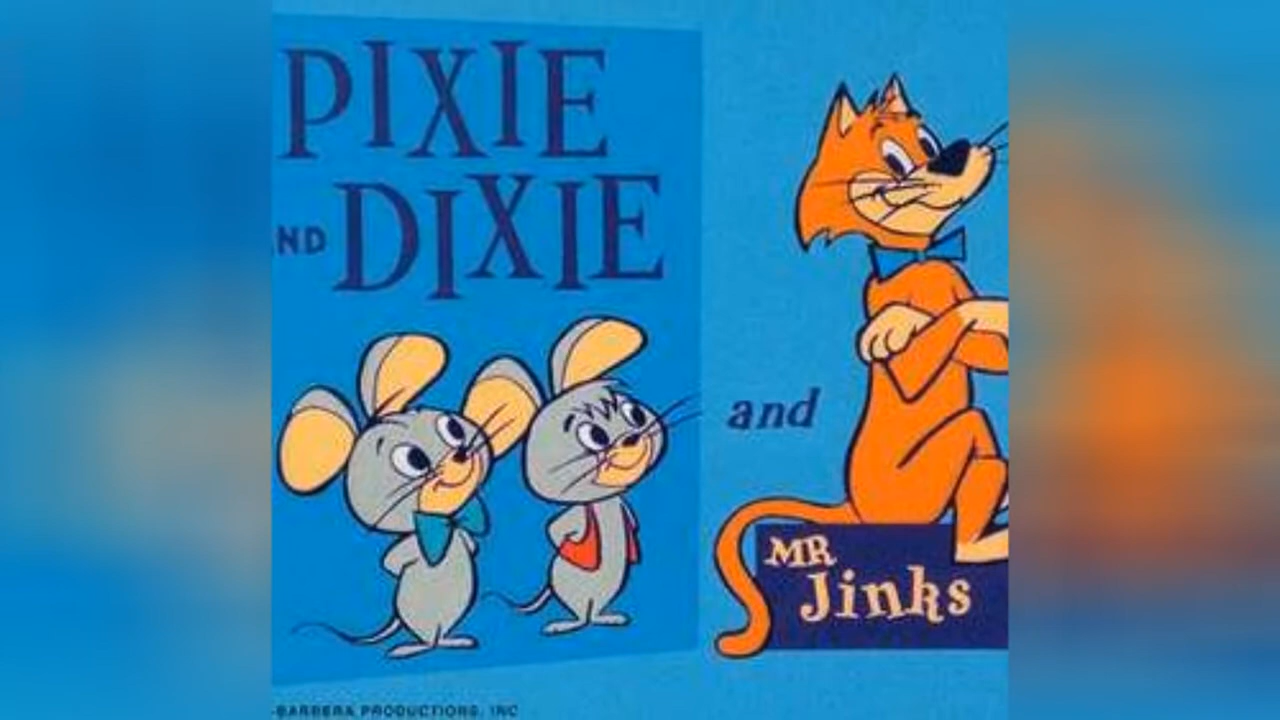 PIXIE
ND DIXIE
and
MR
Jinks
-BARBERA PRODUCTIONS, INC